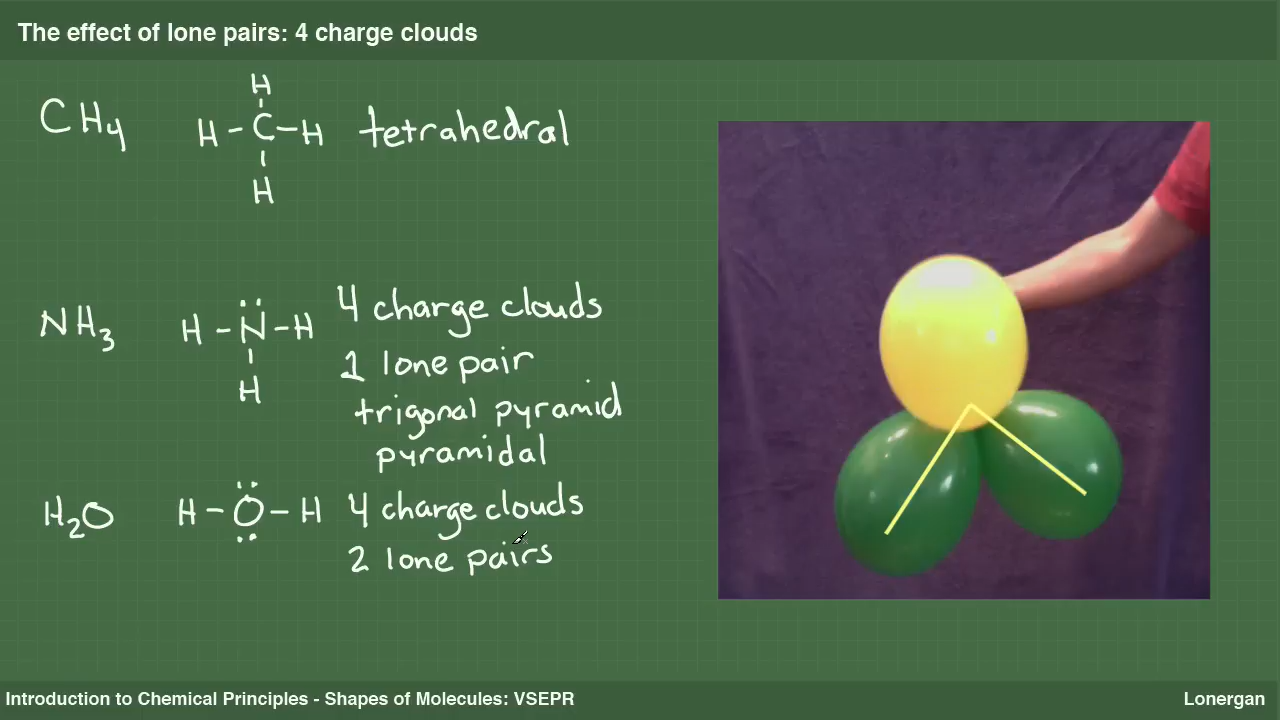 The effect of lone pairs: 4 charge clouds
CH4
H
H - C - H
H
tetrahedral
NH3
H - N - H
H
4 charge clouds
1 lone pair
trigonal pyramid
pyramidal
H2O
H - O - H
4 charge clouds
2 lone pairs
Introduction to Chemical Principles - Shapes of Molecules: VSEPR
Lonergan